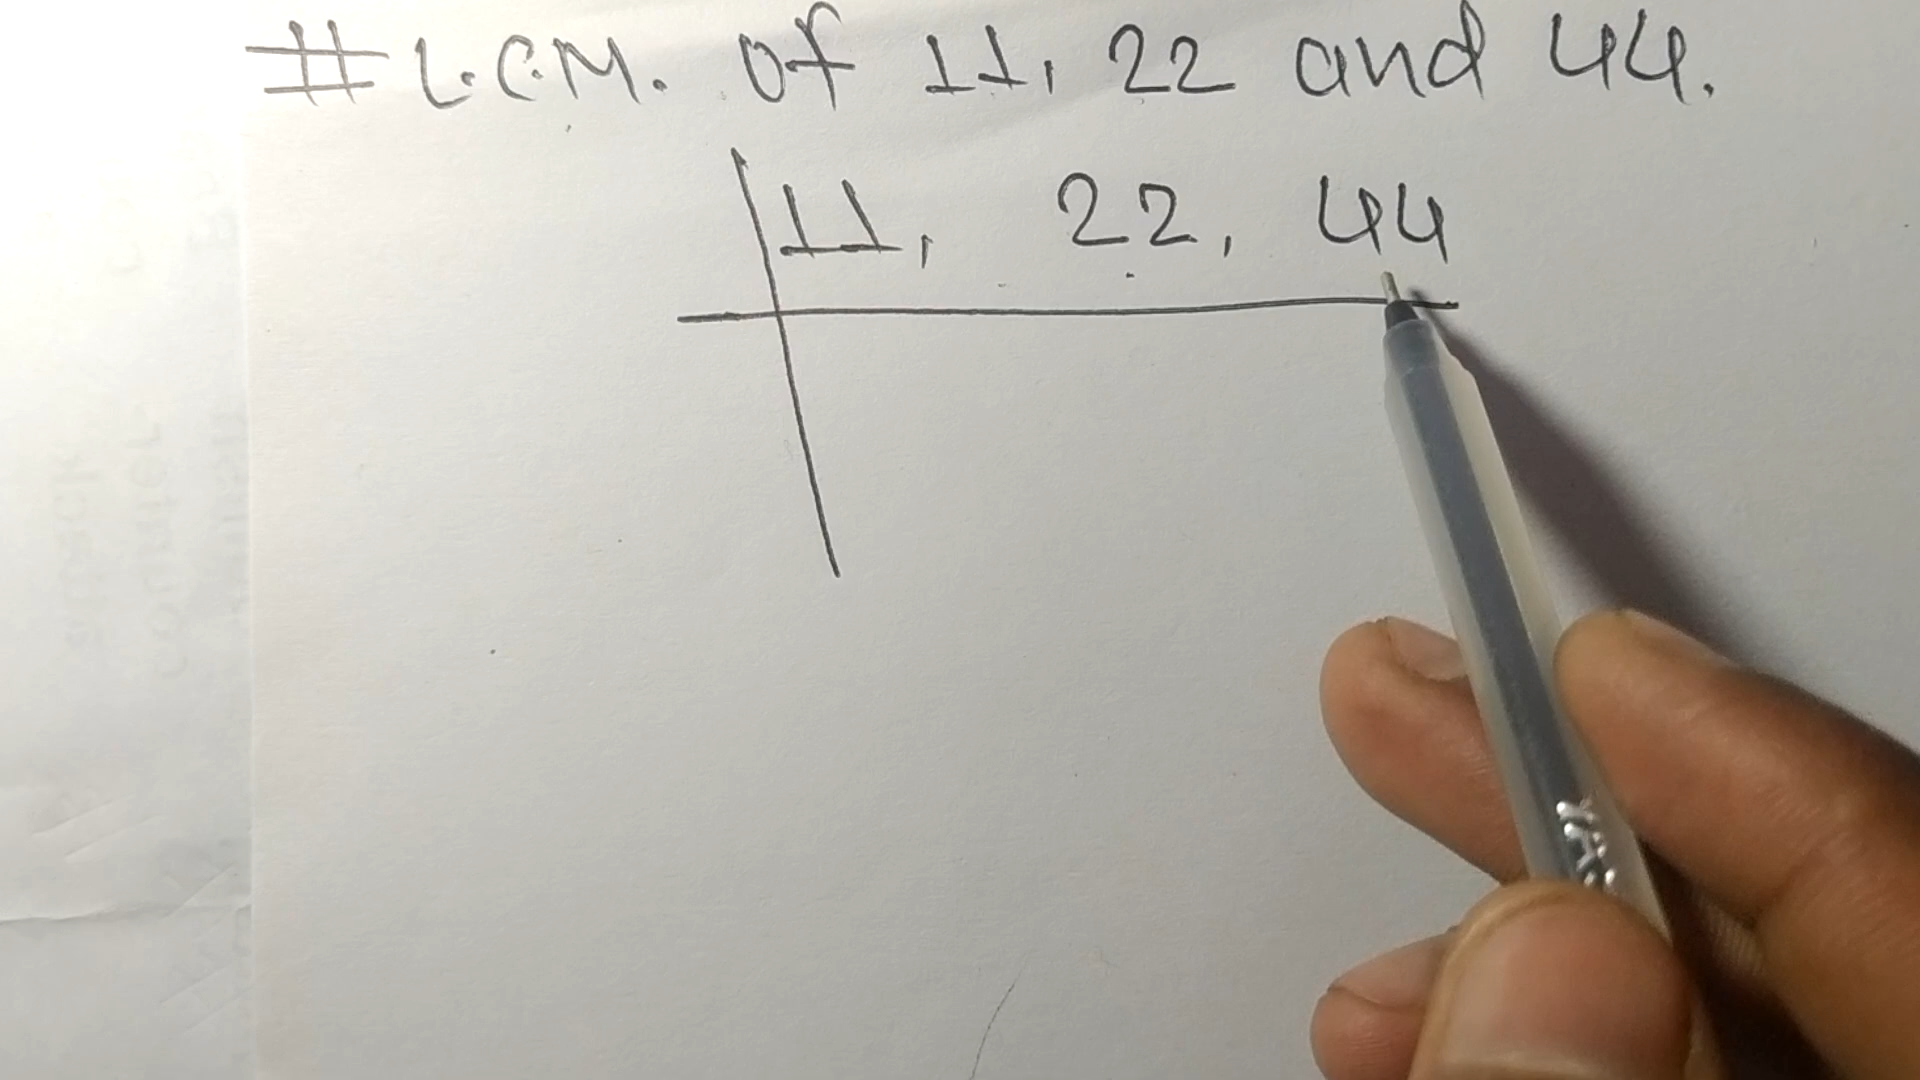 # L.C.M. of 11, 22 and 44.
11, 22, 44